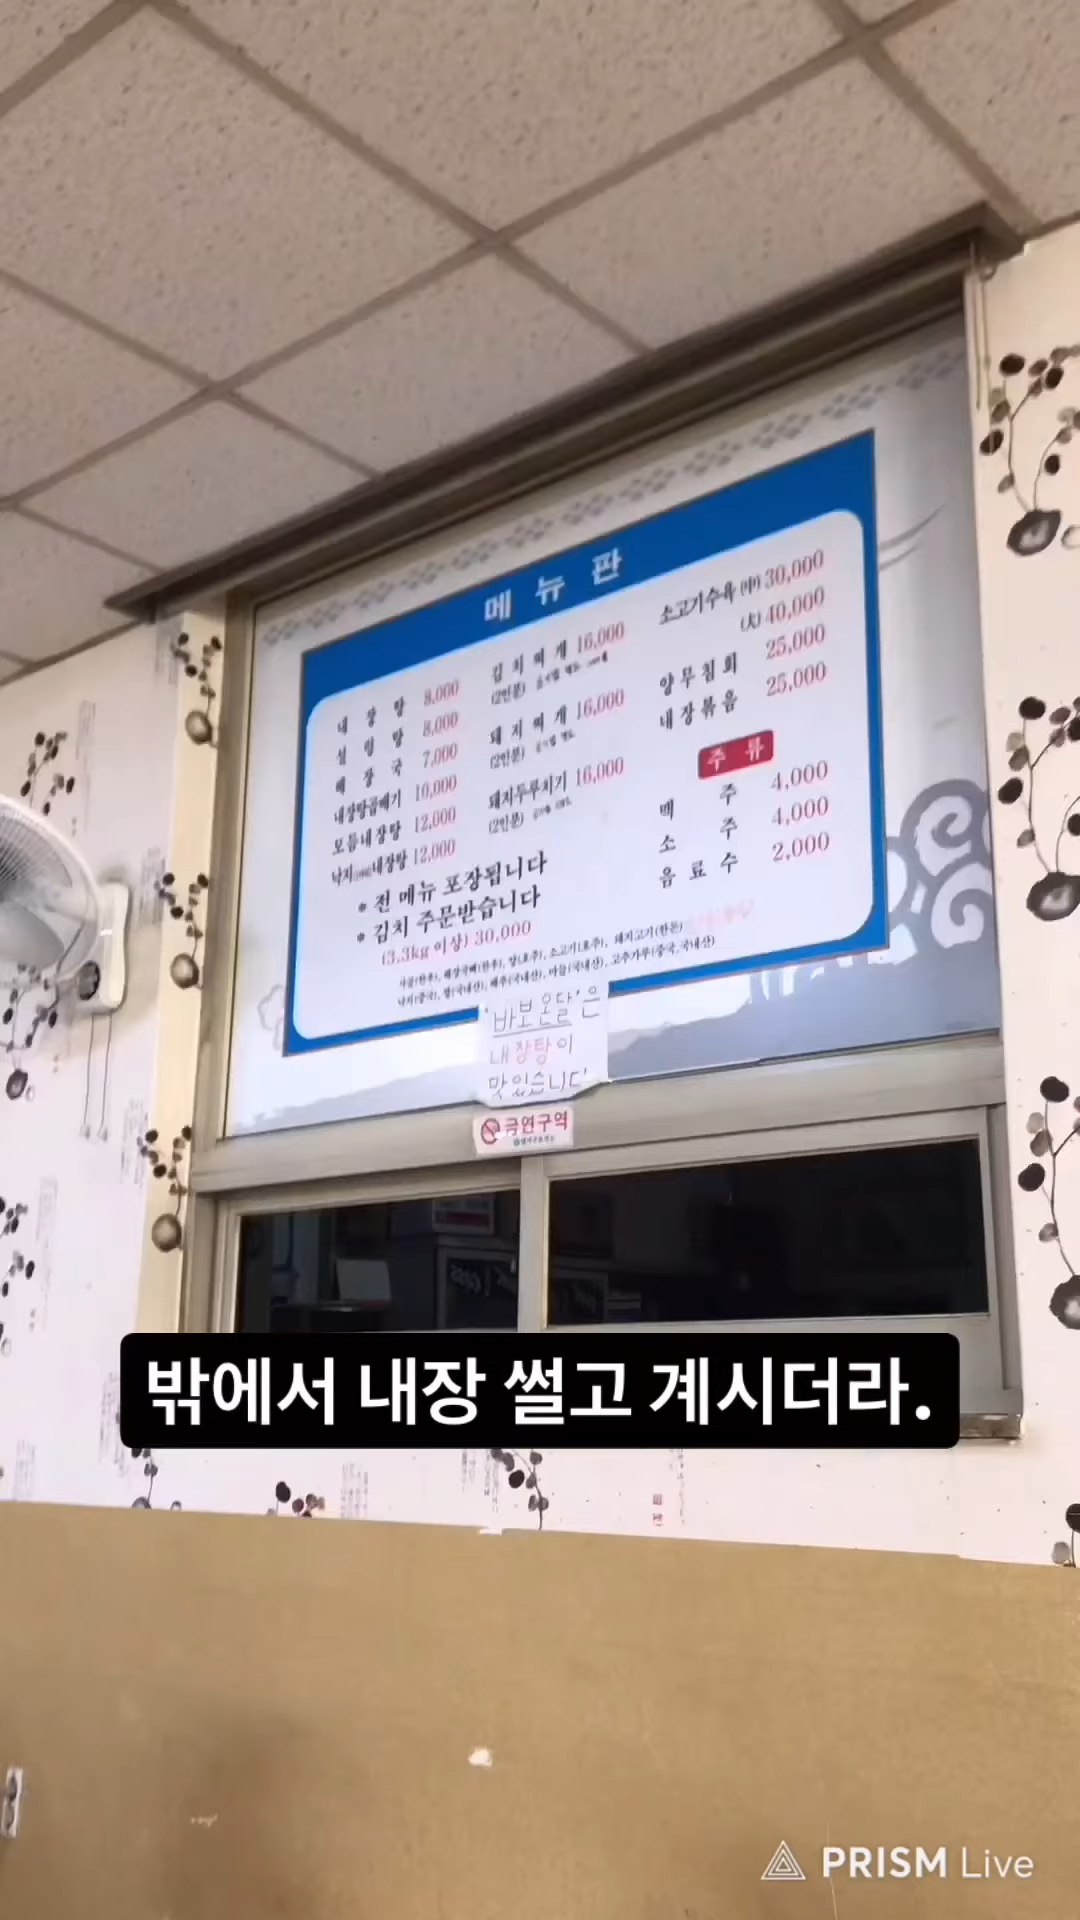 메뉴판
내장탕 8,000
설렁탕 8,000
해장국 7,000
내장탕곱빼기 10,000
모듬내장탕 12,000
낙지내장탕 12,000
김치찌개 16,000
(2인분)
돼지찌개 16,000
(2인분)
돼지두루치기 16,000
(2인분)
소고기수육 (中) 30,000
(大) 40,000
양무침회 25,000
내장볶음 25,000
주류
맥주 4,000
소주 4,000
음료수 2,000
* 전 메뉴 포장됩니다
* 김치 주문받습니다
(3.3kg 이상) 30,000
'바보온달'은
내장탕이
맛있습니다
금연구역
밖에서 내장 썰고 계시더라.
PRISM Live